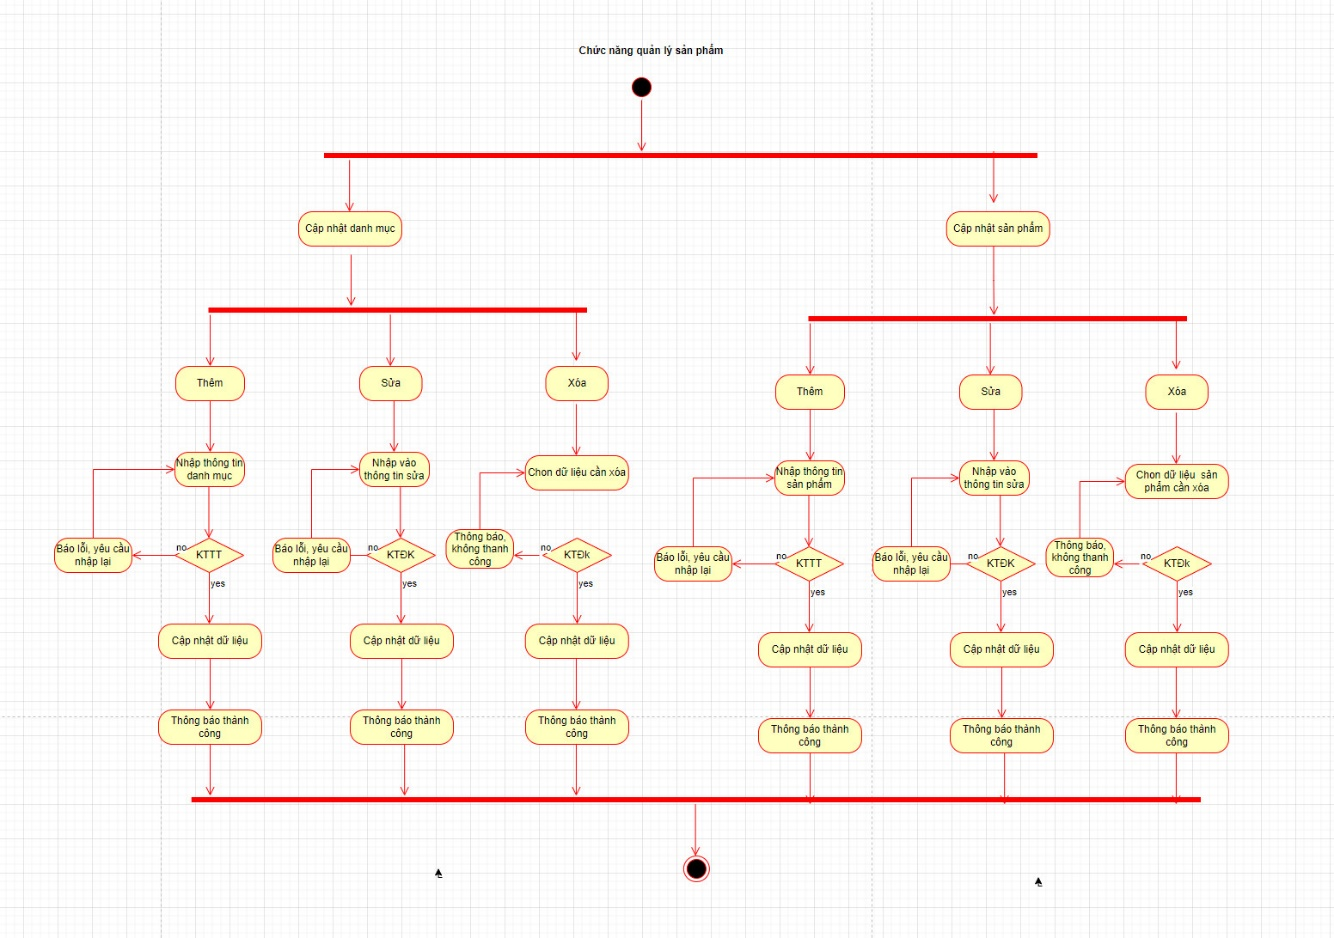 Chức năng quản lý sản phẩm
Cập nhật danh mục
Cập nhật sản phẩm
Thêm
Sửa
Xóa
Thêm
Sửa
Xóa
Nhập thông tin
danh mục
Nhập vào
thông tin sửa
Chon dữ liệu cần xóa
Nhập thông tin
sản phẩm
Nhập vào
thông tin sửa
Chon dữ liệu  sản
phẩm cần xóa
Báo lỗi, yêu cầu
nhập lại
no
KTTT
yes
Báo lỗi, yêu cầu
nhập lại
no
KTĐK
yes
Thông báo,
không thanh
công
no
KTĐk
yes
Báo lỗi, yêu cầu
nhập lại
no
KTTT
yes
Báo lỗi, yêu cầu
nhập lại
no
KTĐK
yes
Thông báo,
không thanh
công
no
KTĐk
yes
Cập nhật dữ liệu
Cập nhật dữ liệu
Cập nhật dữ liệu
Cập nhật dữ liệu
Cập nhật dữ liệu
Cập nhật dữ liệu
Thông báo thành
công
Thông báo thành
công
Thông báo thành
công
Thông báo thành
công
Thông báo thành
công
Thông báo thành
công